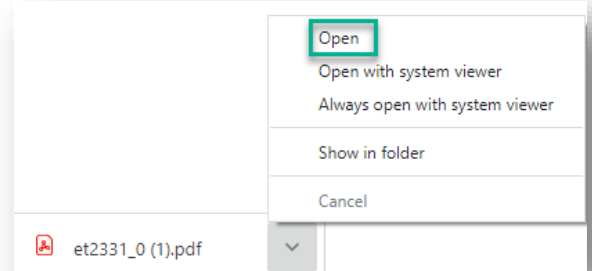 Open
Open with system viewer
Always open with system viewer
Show in folder
Cancel
et2331_0 (1).pdf